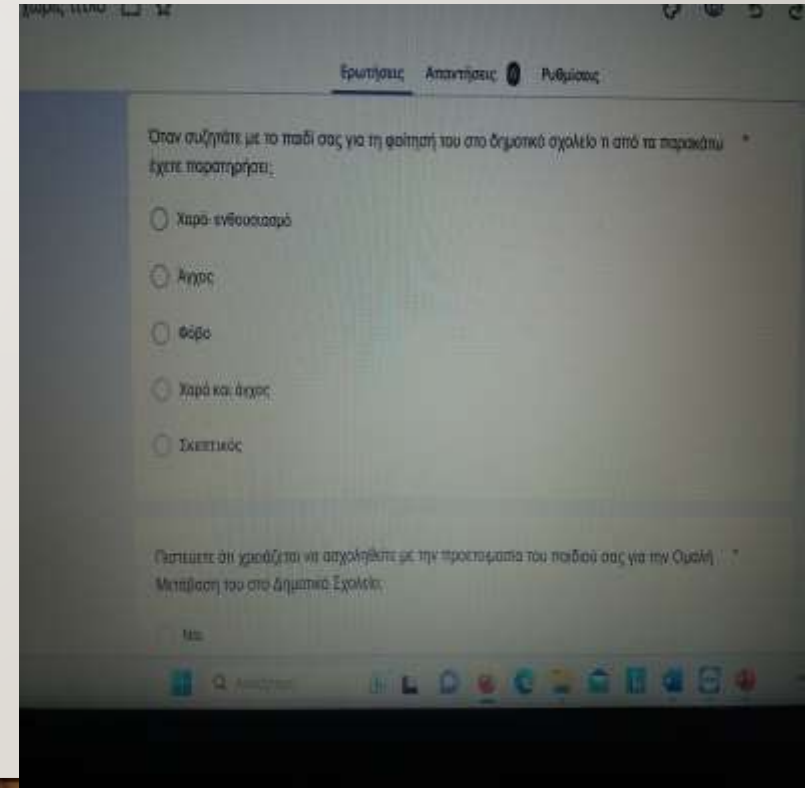 Ερωτήσεις Απαντήσεις Ρυθμίσεις
Όταν συζητάτε με το παιδί σας για τη φοίτησή του στο δημοτικό σχολείο τι από τα παρακάτω *
έχετε παρατηρήσει;
Χαρά- ενθουσιασμό
Άγχος
Φόβο
Χαρά και άγχος
Σκεπτικός
Πιστεύετε ότι χρειάζεται να ασχοληθείτε με την προετοιμασία του παιδιού σας για την Ομαλή *
Μετάβαση του στο Δημοτικό Σχολείο;
Ναι